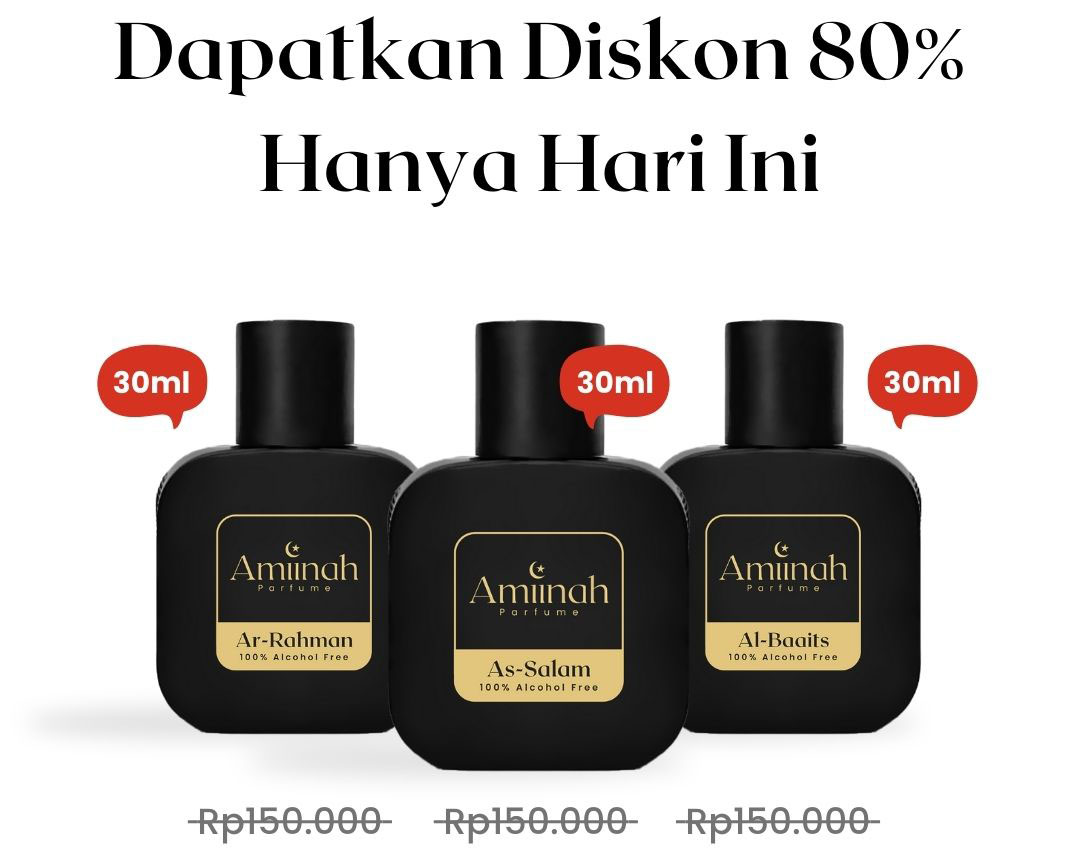 Dapatkan Diskon 80%
Hanya Hari Ini
30ml
30ml
30ml
Amiinah
Parfume
Ar-Rahman
100% Alcohol Free
Amiinah
Parfume
As-Salam
100% Alcohol Free
Amiinah
Parfume
Al-Baaits
100% Alcohol Free
Rp150.000 Rp150.000 Rp150.000